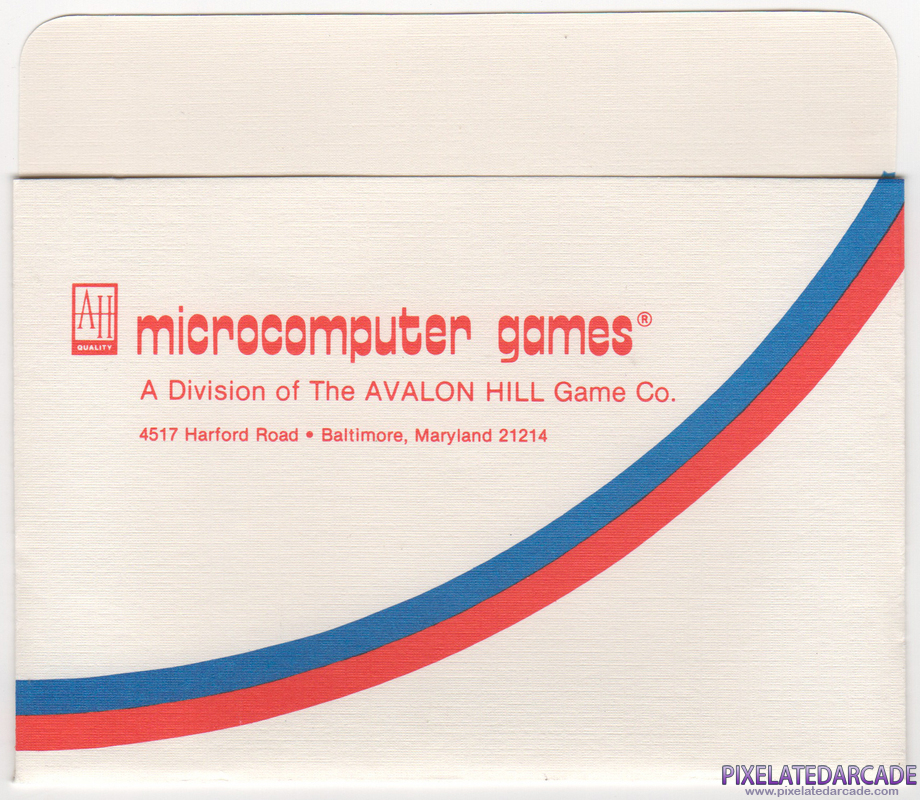 AH
QUALITY
microcomputer games®
A Division of The AVALON HILL Game Co.
4517 Harford Road • Baltimore, Maryland 21214
PIXELATEDARCADE
www.pixelatedarcade.com